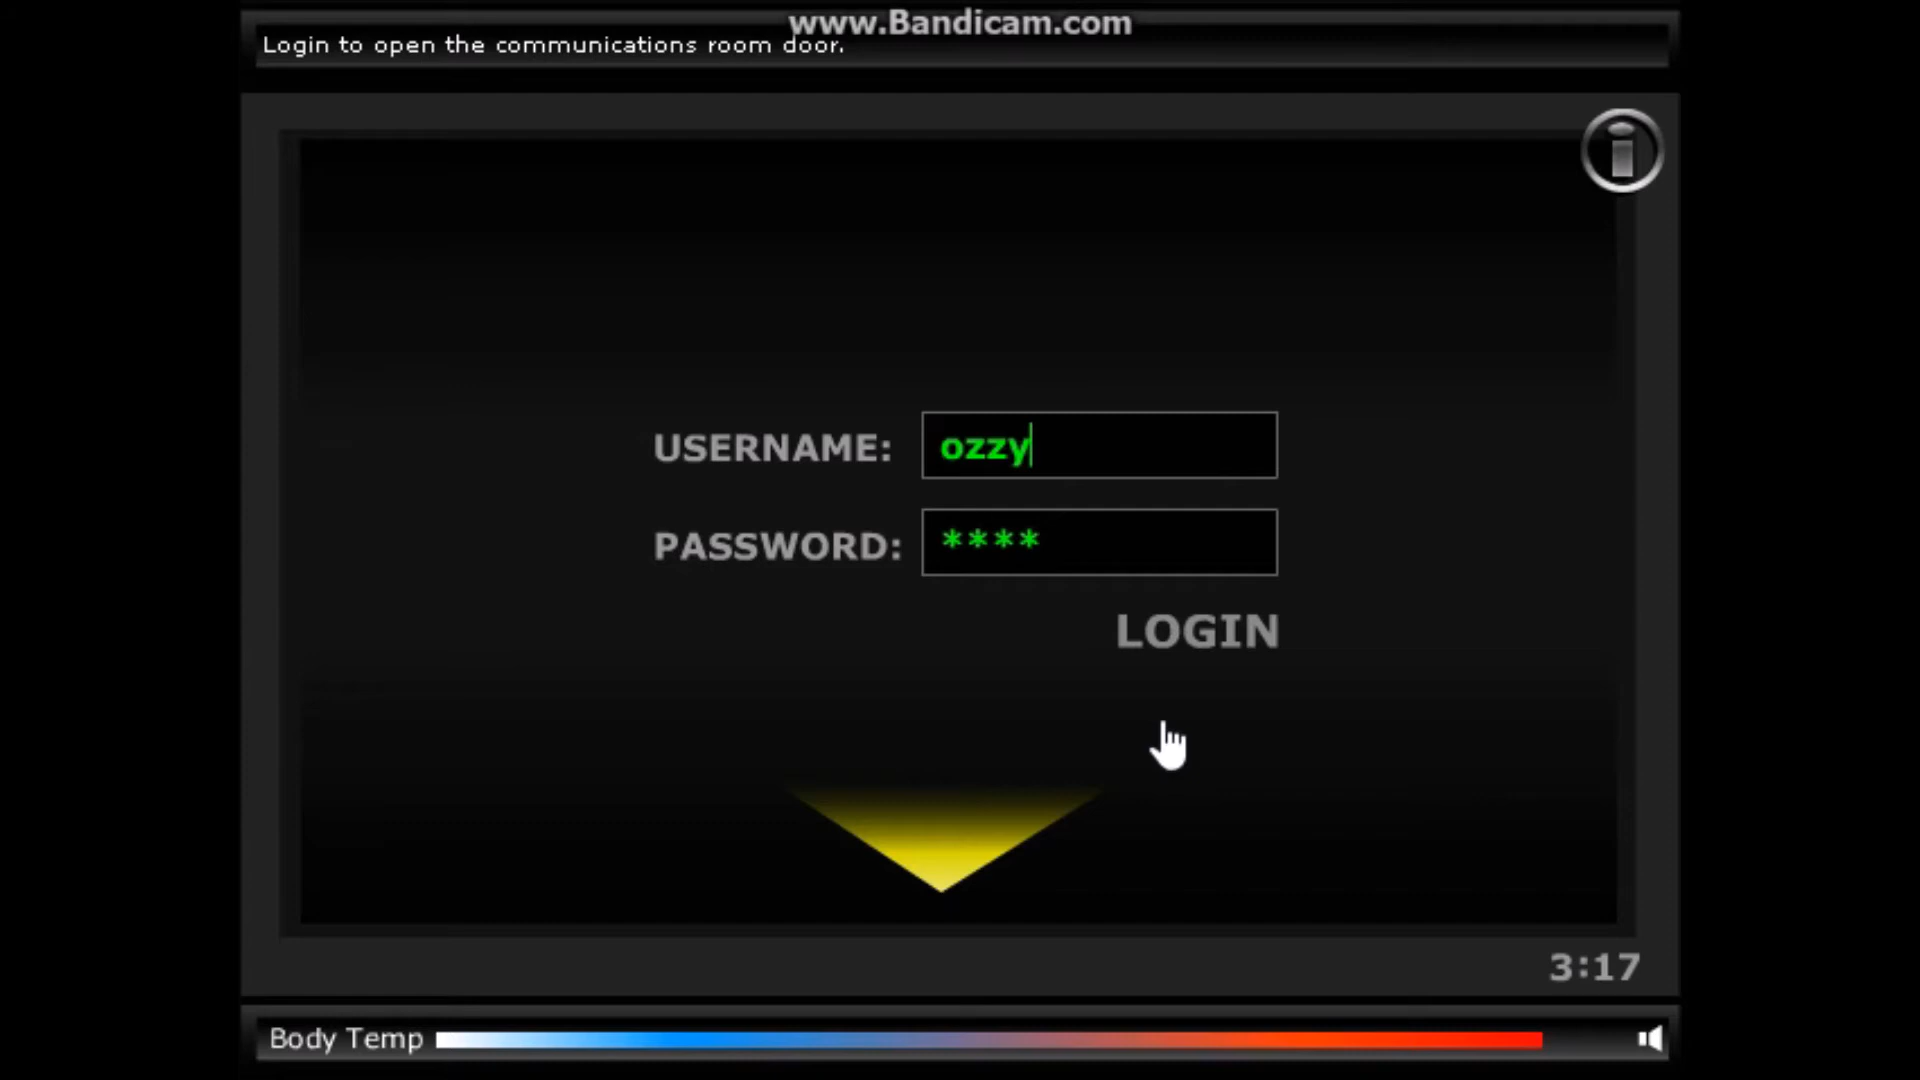 www.Bandicam.com
Login to open the communications room door.
USERNAME: ozzy
PASSWORD: ****
LOGIN
3:17
Body Temp